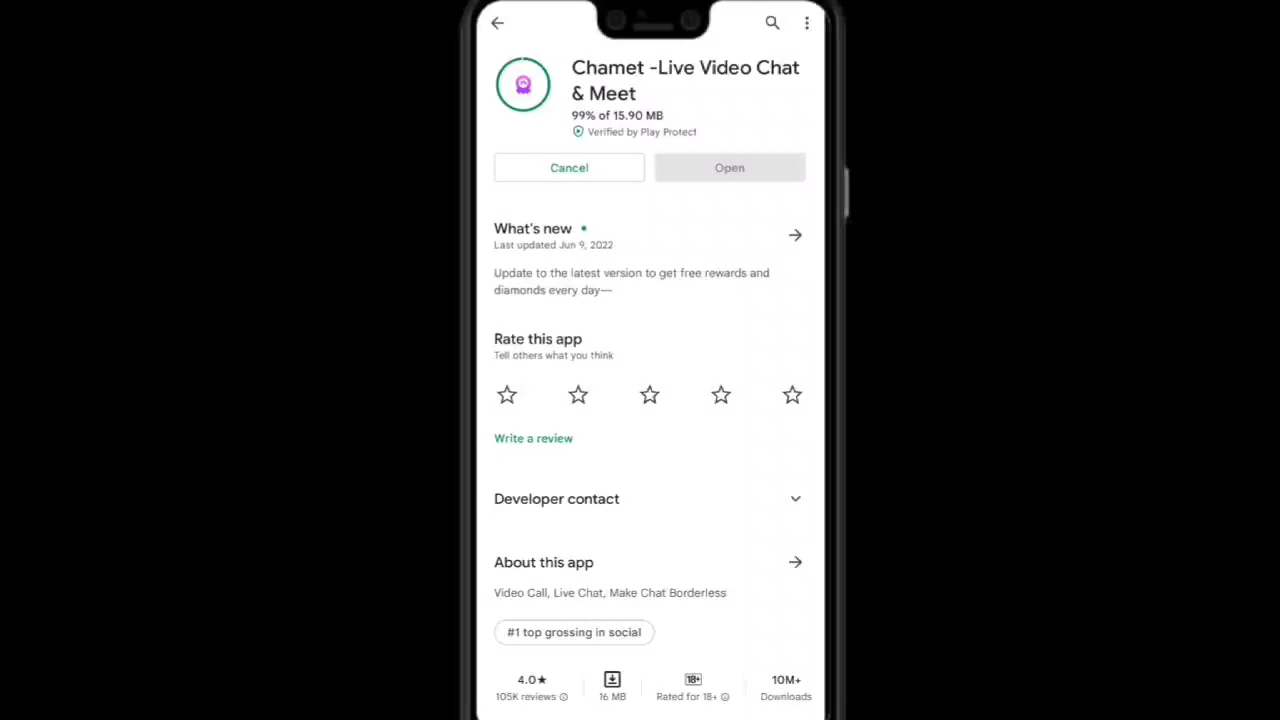 Chamet -Live Video Chat
& Meet
99% of 15.90 MB
Verified by Play Protect
Cancel
Open
What's new
Last updated Jun 9, 2022
Update to the latest version to get free rewards and
diamonds every day—
Rate this app
Tell others what you think
Write a review
Developer contact
About this app
Video Call, Live Chat, Make Chat Borderless
#1 top grossing in social
4.0★
105K reviews
16 MB
18+
Rated for 18+
10M+
Downloads